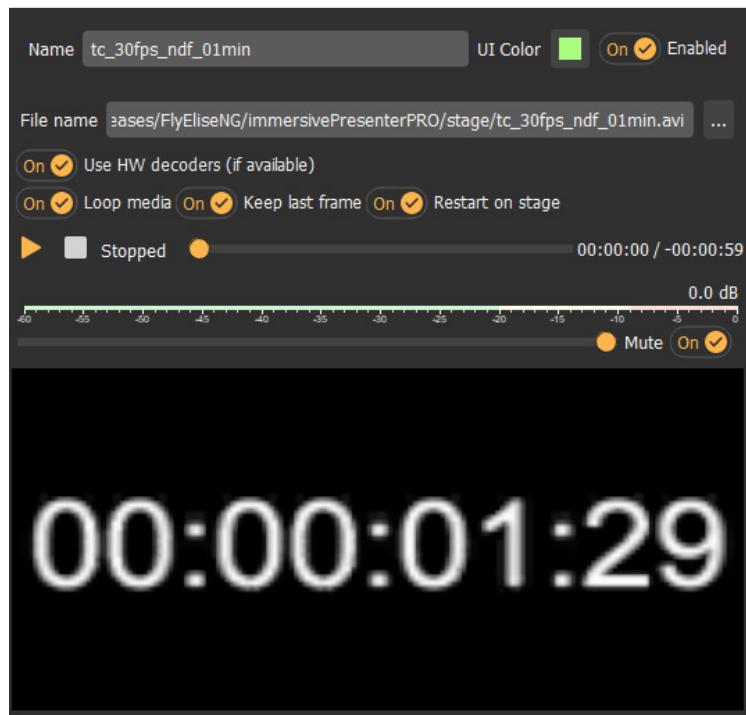 Name tc_30fps_ndf_01min UI Color On Enabled
File name eases/FlyEliseNG/immersivePresenterPRO/stage/tc_30fps_ndf_01min.avi ...
On Use HW decoders (if available)
On Loop media On Keep last frame On Restart on stage
Stopped 00:00:00 / -00:00:59
0.0 dB
-60 -55 -50 -45 -40 -35 -30 -25 -20 -15 -10 -5 0
Mute On
00:00:01:29